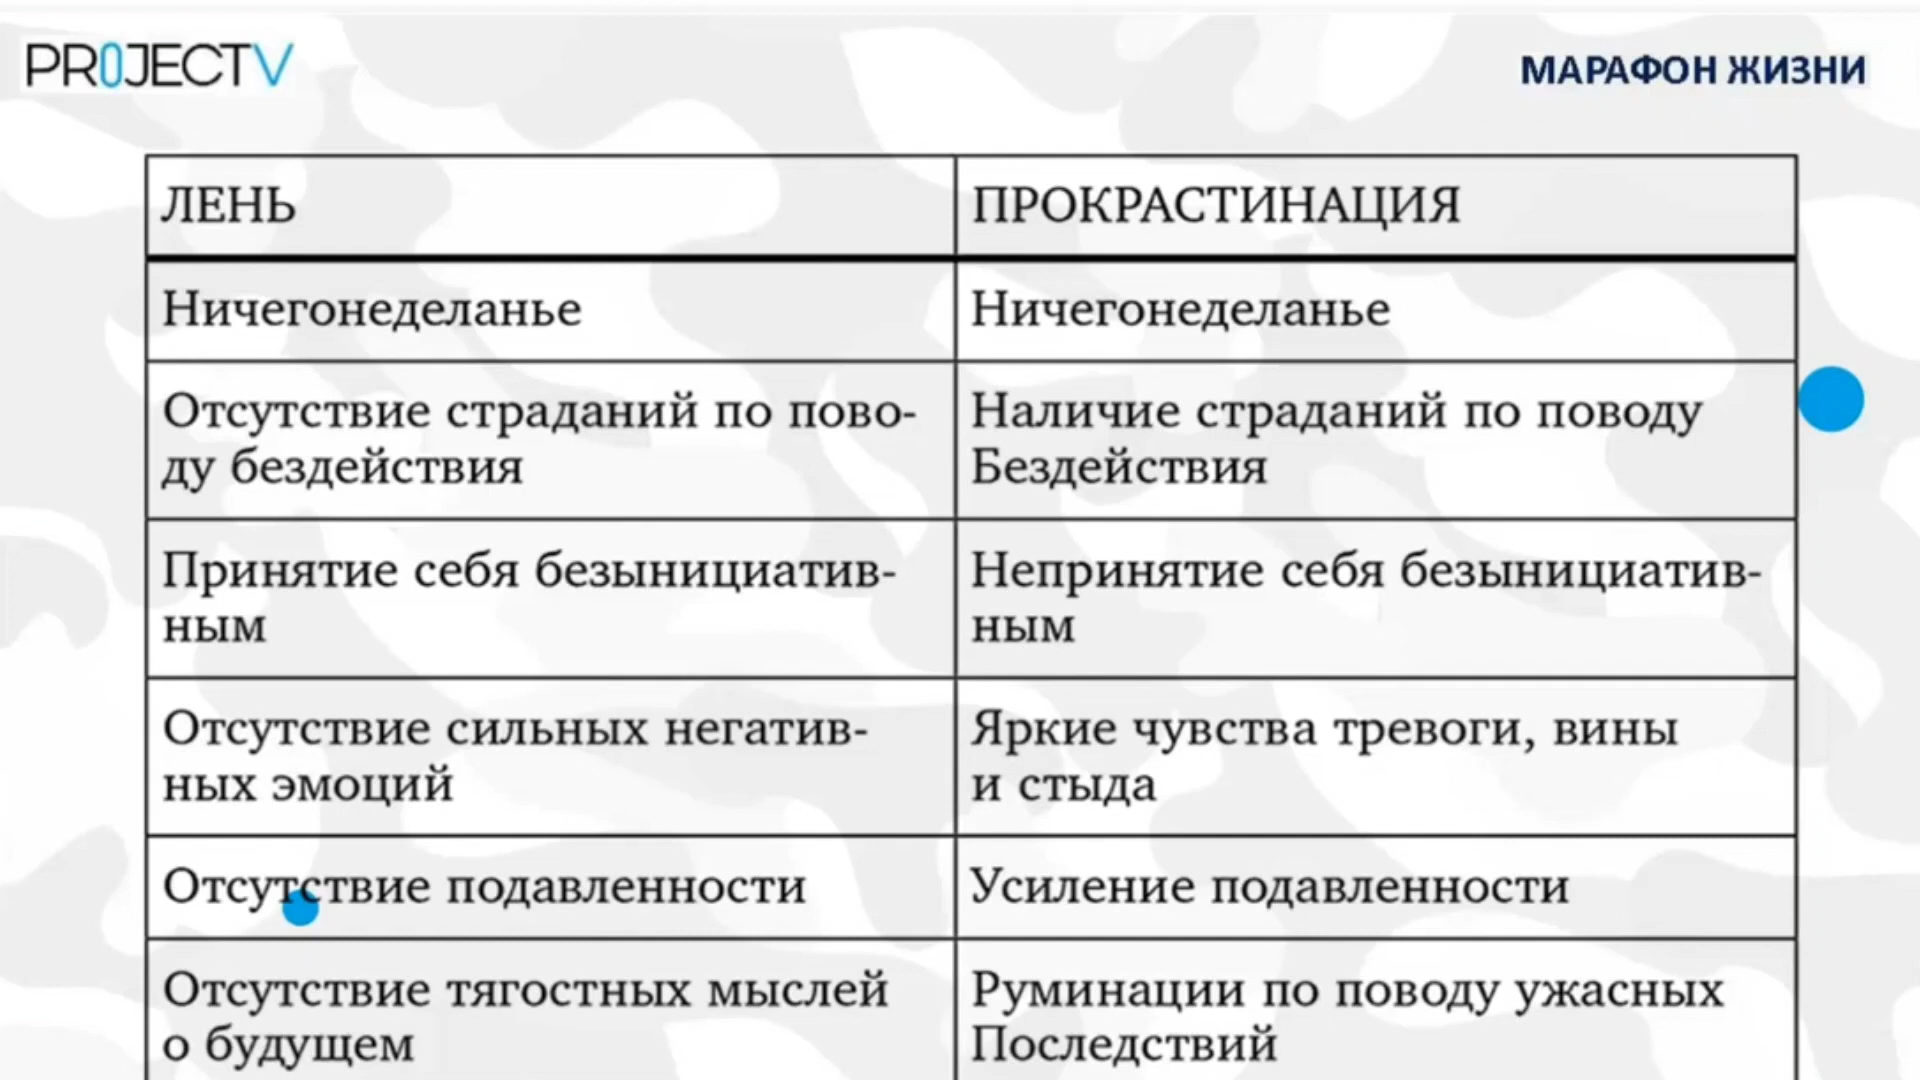 PROJECTV
МАРАФОН ЖИЗНИ
ЛЕНЬ
ПРОКРАСТИНАЦИЯ
Ничегонеделанье
Ничегонеделанье
Отсутствие страданий по пово-
ду бездействия
Наличие страданий по поводу
Бездействия
Принятие себя безынициатив-
ным
Непринятие себя безынициатив-
ным
Отсутствие сильных негатив-
ных эмоций
Яркие чувства тревоги, вины
и стыда
Отсутствие подавленности
Усиление подавленности
Отсутствие тягостных мыслей
о будущем
Руминации по поводу ужасных
Последствий